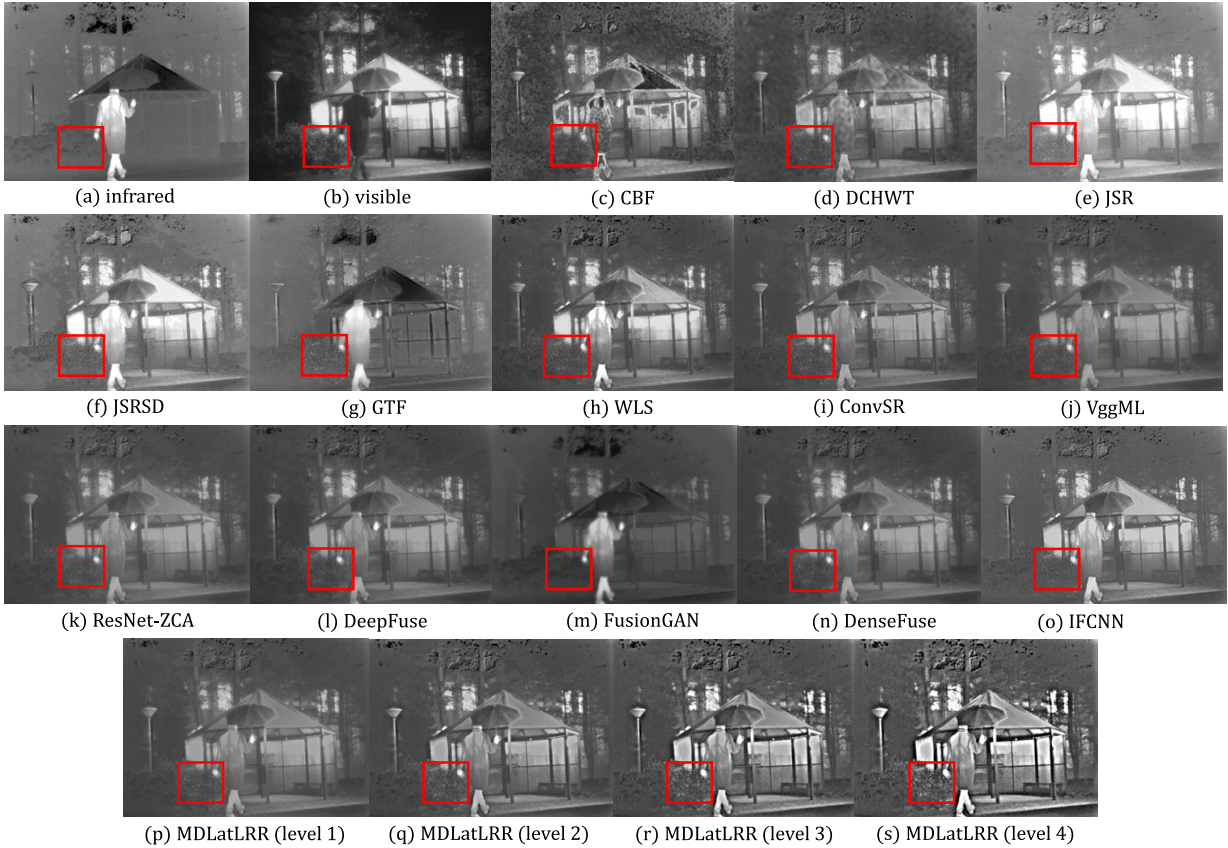 (a) infrared
(b) visible
(c) CBF
(d) DCHWT
(e) JSR
(f) JSRSD
(g) GTF
(h) WLS
(i) ConvSR
(j) VggML
(k) ResNet-ZCA
(l) DeepFuse
(m) FusionGAN
(n) DenseFuse
(o) IFCNN
(p) MDLatLRR (level 1)
(q) MDLatLRR (level 2)
(r) MDLatLRR (level 3)
(s) MDLatLRR (level 4)